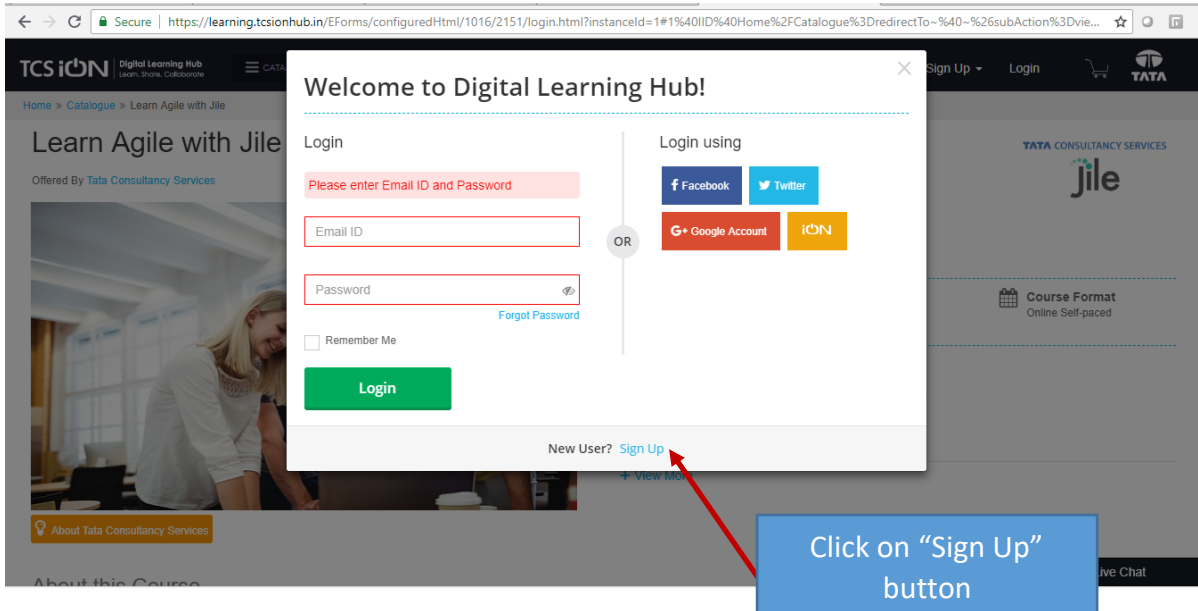 Secure | https://learning.tcsionhub.in/EForms/configuredHtml/1016/2151/login.html?instanceId=1#1%40IID%40Home%2FCatalogue%3DredirectTo~%40~%26subAction%3Dvie...
TCS iON Digital Learning Hub
Learn. Share. Collaborate
CATA
Sign Up
Login
TATA
Home » Catalogue » Learn Agile with Jile
Learn Agile with Jile
Offered By Tata Consultancy Services
TATA CONSULTANCY SERVICES
jile
Welcome to Digital Learning Hub!
Login
Please enter Email ID and Password
Email ID
Password
Forgot Password
Remember Me
Login
OR
Login using
f Facebook
Twitter
G+ Google Account
iON
New User? Sign Up
Course Format
Online Self-paced
+ View More
About Tata Consultancy Services
About this Course
Click on “Sign Up”
button
ive Chat